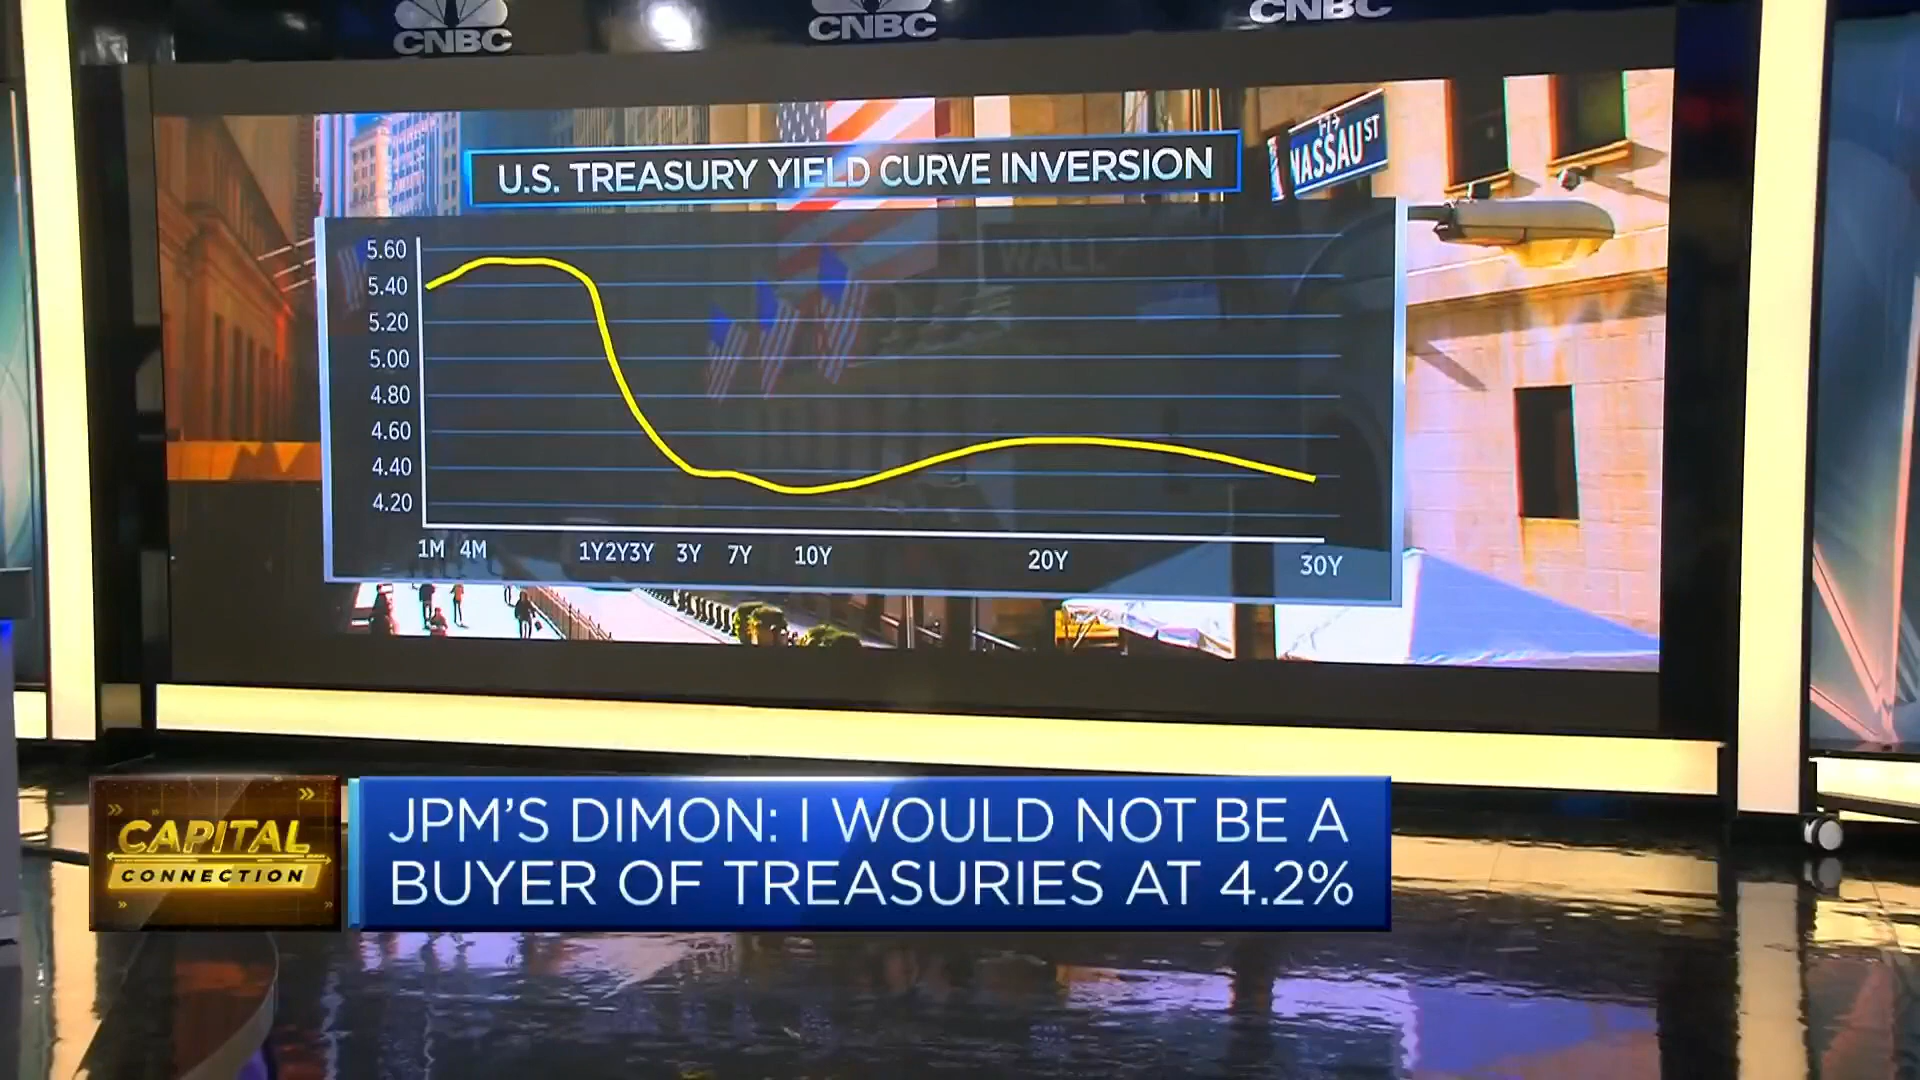 CNBC
CNBC
CNBC
NASSAU ST
U.S. TREASURY YIELD CURVE INVERSION
WALL
5.60
5.40
5.20
5.00
4.80
4.60
4.40
4.20
1M 4M 1Y2Y3Y 3Y 7Y 10Y 20Y 30Y
CAPITAL
CONNECTION
JPM’S DIMON: I WOULD NOT BE A
BUYER OF TREASURIES AT 4.2%